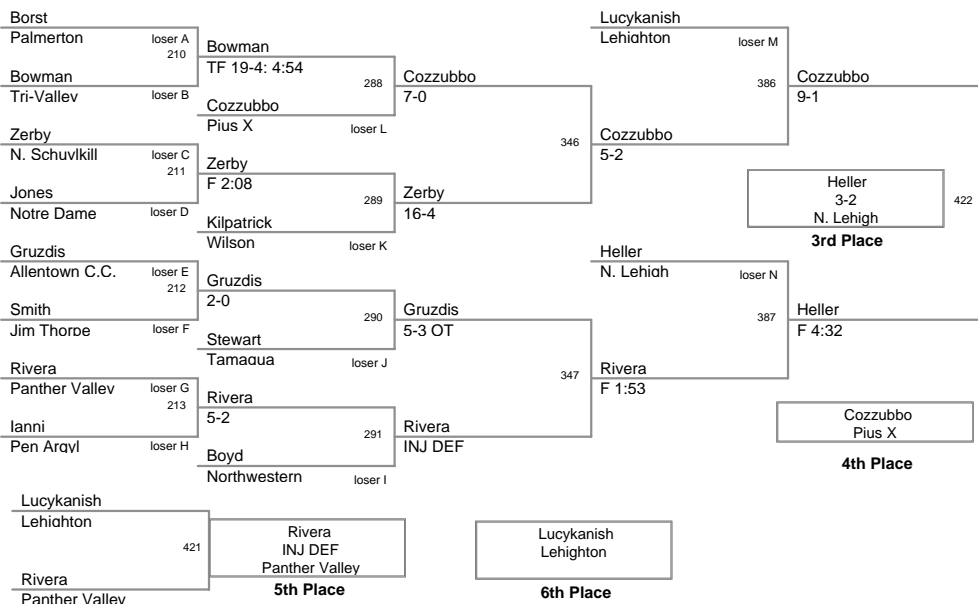 Borst
Palmerton
loser A
210
Bowman
Tri-Valley
loser B
Zerby
N. Schuylkill
loser C
211
Jones
Notre Dame
loser D
Gruzdis
Allentown C.C.
loser E
212
Smith
Jim Thorpe
loser F
Rivera
Panther Valley
loser G
213
Ianni
Pen Argyl
loser H
Bowman
TF 19-4: 4:54
288
Cozzubbo
Pius X
loser L
Zerby
F 2:08
289
Kilpatrick
Wilson
loser K
Gruzdis
2-0
290
Stewart
Tamaqua
loser J
Rivera
5-2
291
Boyd
Northwestern
loser I
Cozzubbo
7-0
346
Zerby
16-4
Gruzdis
5-3 OT
347
Rivera
INJ DEF
Lucykanish
Lehighton
loser M
386
Cozzubbo
5-2
Heller
N. Lehigh
loser N
387
Rivera
F 1:53
Cozzubbo
9-1
Heller
3-2
N. Lehigh
422
3rd Place
Heller
F 4:32
Cozzubbo
Pius X
4th Place
Lucykanish
Lehighton
421
Rivera
Panther Valley
Rivera
INJ DEF
Panther Valley
5th Place
Lucykanish
Lehighton
6th Place